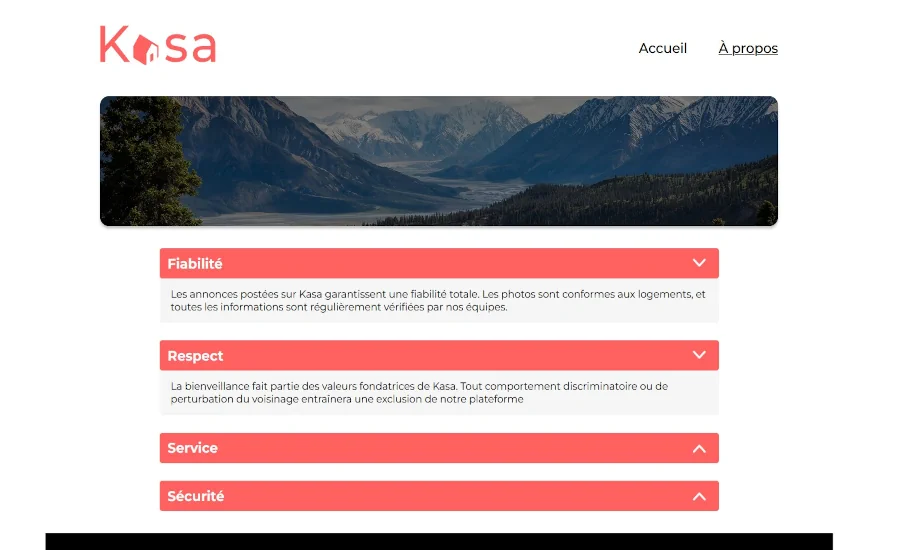 Kasa
Accueil
À propos
Fiabilité
Les annonces postées sur Kasa garantissent une fiabilité totale. Les photos sont conformes aux logements, et
toutes les informations sont régulièrement vérifiées par nos équipes.
Respect
La bienveillance fait partie des valeurs fondatrices de Kasa. Tout comportement discriminatoire ou de
perturbation du voisinage entraînera une exclusion de notre plateforme
Service
Sécurité